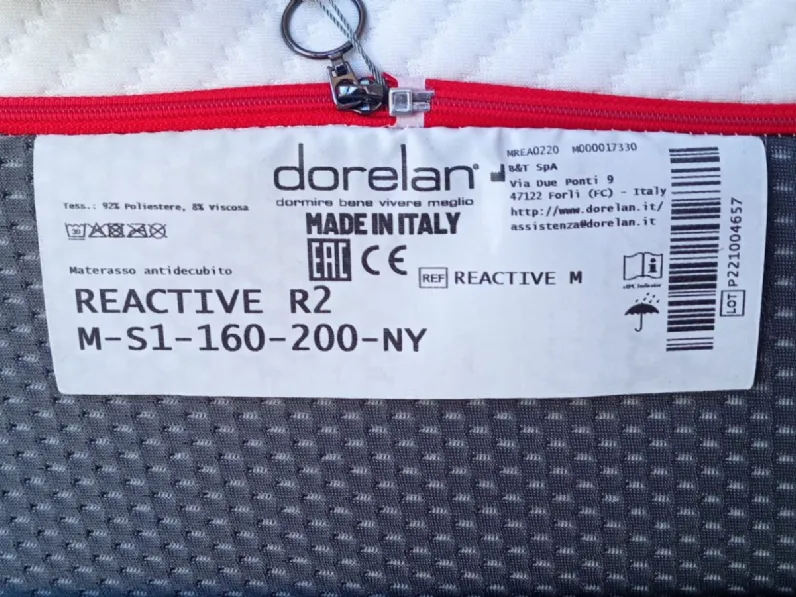 MREA0220 M000017330
dorelan®
dormire bene vivere meglio
MADE IN ITALY
B&T SpA
Via Due Ponti 9
47122 Forli (FC) - Italy
http://www.dorelan.it/
assistenza@dorelan.it
Tess.: 92% Poliestere, 8% Viscosa
EAC CE
Materasso antidecubito
REF REACTIVE M
REACTIVE R2
M-S1-160-200-NY
LOT P221004657